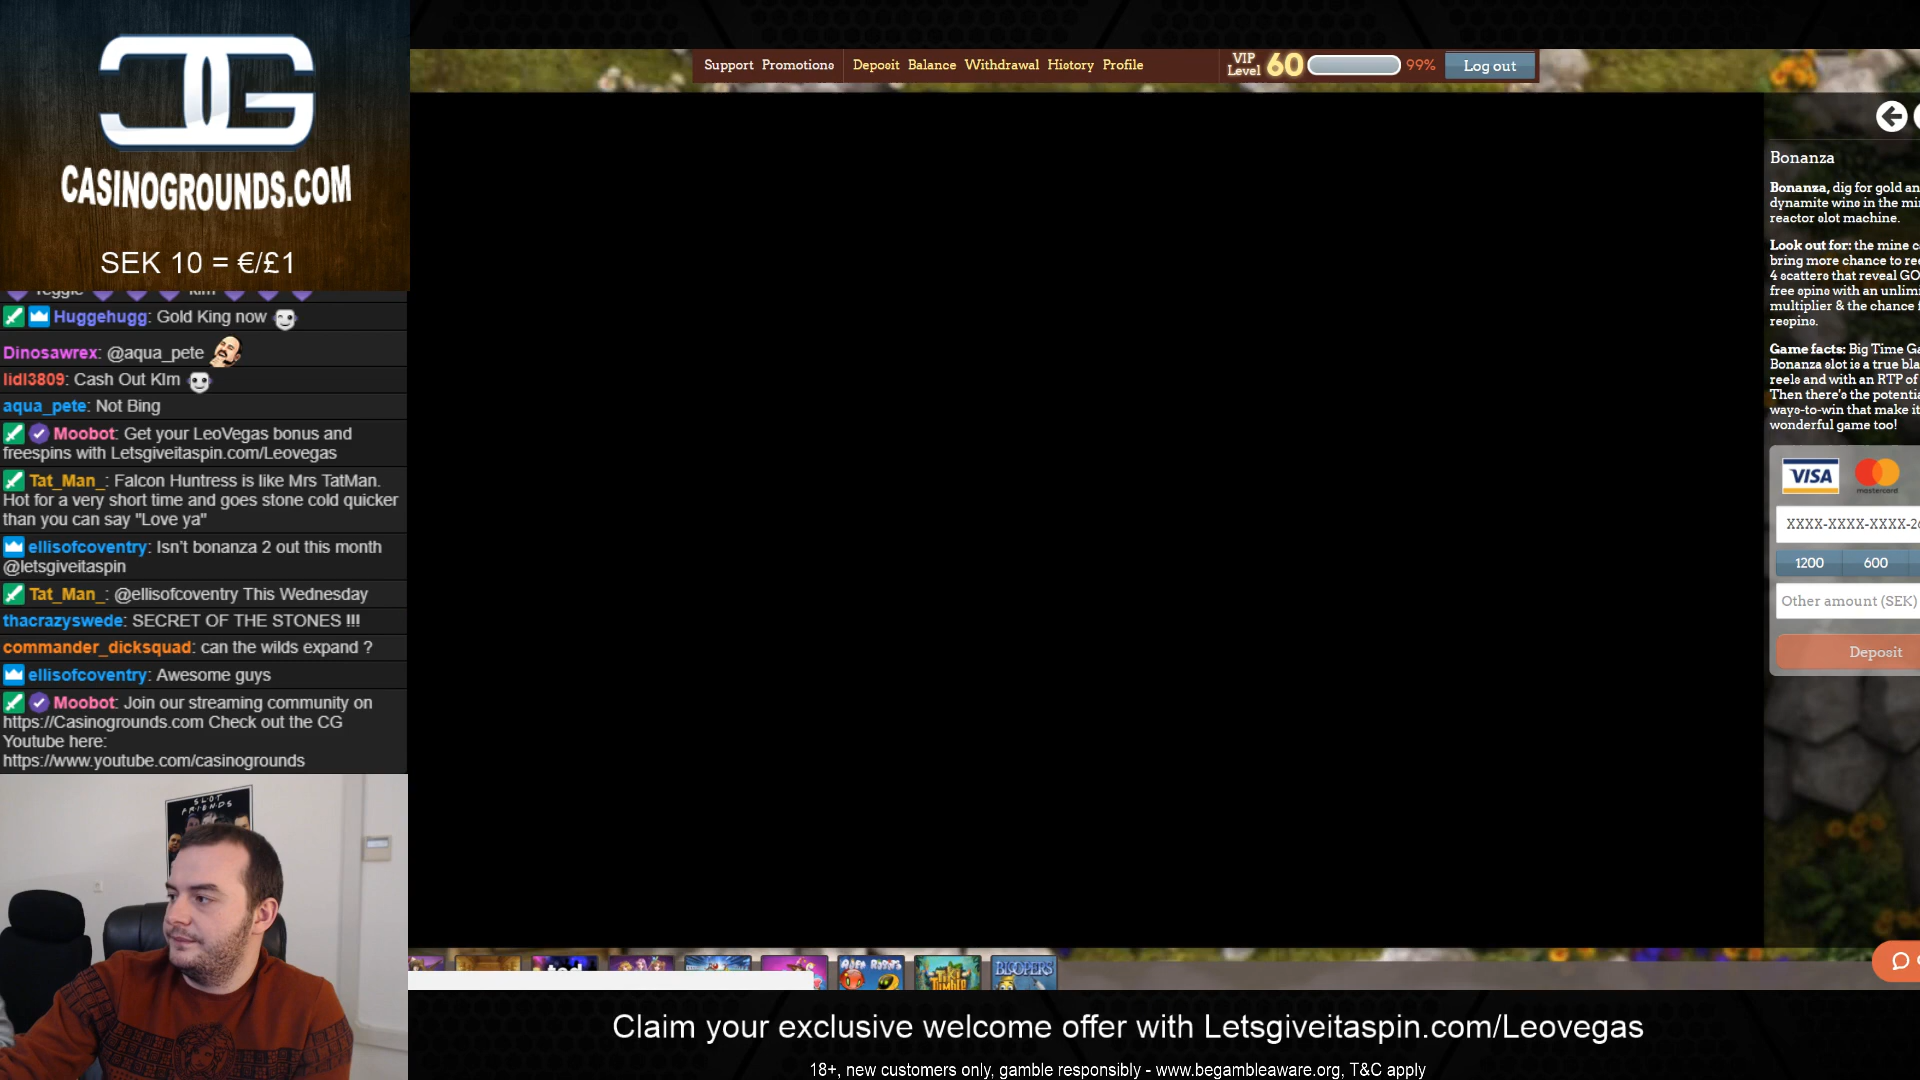 CG
CASINOGROUNDS.COM
SEK 10 = €/£1
Huggehugg: Gold King now
Dinosawrex: @aqua_pete
lidl3809: Cash Out KIm
aqua_pete: Not Bing
Moobot: Get your LeoVegas bonus and
freespins with Letsgiveitaspin.com/Leovegas
Tat_Man_: Falcon Huntress is like Mrs TatMan.
Hot for a very short time and goes stone cold quicker
than you can say "Love ya"
ellisofcoventry: Isn't bonanza 2 out this month
@letsgiveitaspin
Tat_Man_: @ellisofcoventry This Wednesday
thacrazyswede: SECRET OF THE STONES !!!
commander_dicksquad: can the wilds expand ?
ellisofcoventry: Awesome guys
Moobot: Join our streaming community on
https://Casinogrounds.com Check out the CG
Youtube here:
https://www.youtube.com/casinogrounds
SLOT
FRIENDS
Support Promotions Deposit Balance Withdrawal History Profile
VIP
Level 60 99% Log out
Bonanza
Bonanza, dig for gold an
dynamite wins in the mi
reactor slot machine.
Look out for: the mine c
bring more chance to re
4 scatters that reveal GO
free spins with an unlim
multiplier & the chance
respins.
Game facts: Big Time Ga
Bonanza slot is a true bla
reels and with an RTP of
Then there's the potentia
ways-to-win that make it
wonderful game too!
VISA mastercard
XXXX-XXXX-XXXX-2
1200 600
Other amount (SEK)
Deposit
ted
TIKI
TUMBLE
BLOOPERS
Claim your exclusive welcome offer with Letsgiveitaspin.com/Leovegas
18+, new customers only, gamble responsibly - www.begambleaware.org, T&C apply